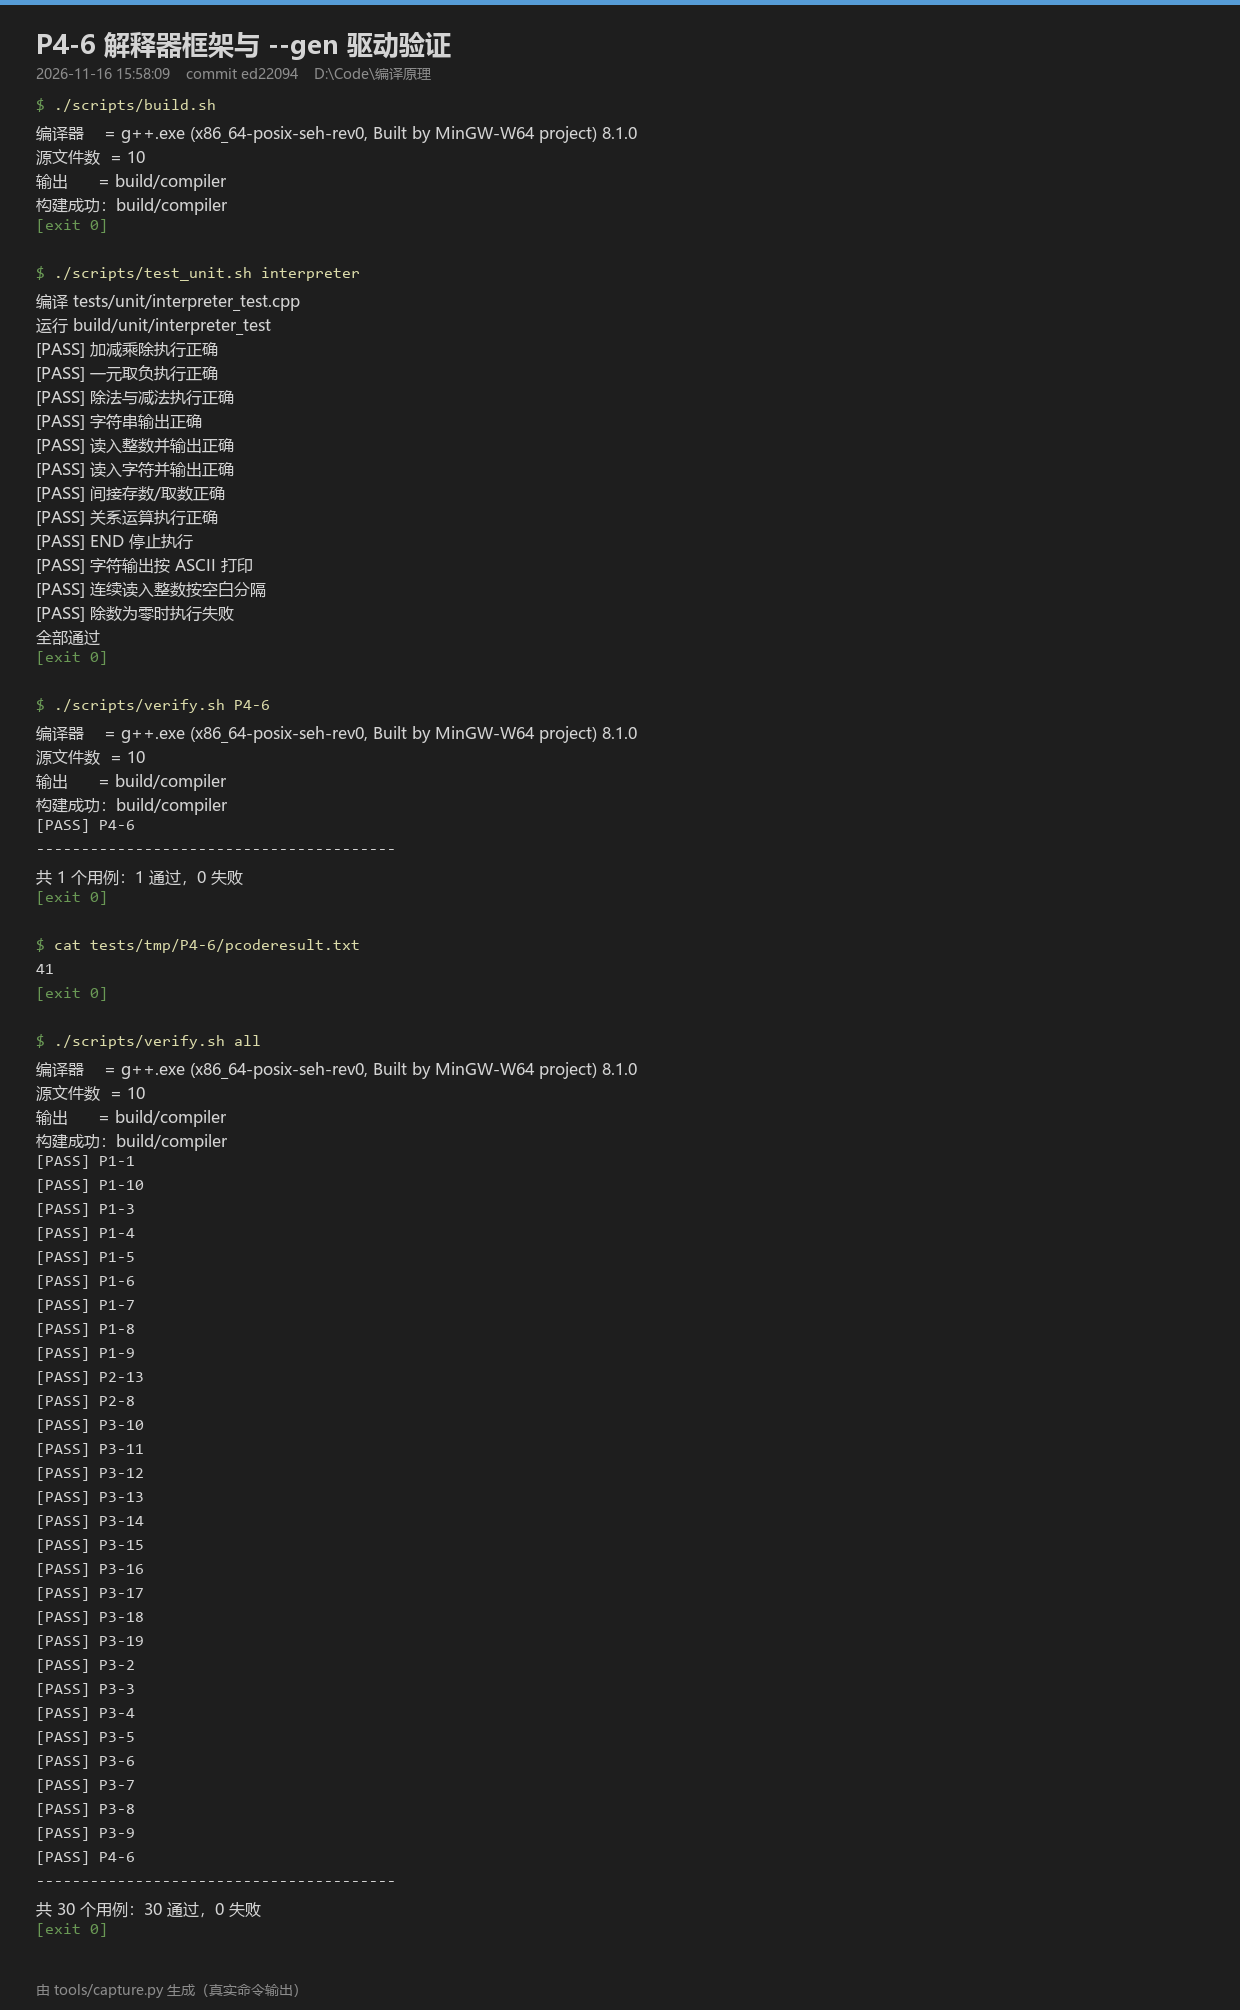 P4-6 解释器框架与 --gen 驱动验证
2026-11-16 15:58:09 commit ed22094 D:\Code\编译原理
$ ./scripts/build.sh
编译器 = g++.exe (x86_64-posix-seh-rev0, Built by MinGW-W64 project) 8.1.0
源文件数 = 10
输出 = build/compiler
构建成功：build/compiler
[exit 0]
$ ./scripts/test_unit.sh interpreter
编译 tests/unit/interpreter_test.cpp
运行 build/unit/interpreter_test
[PASS] 加减乘除执行正确
[PASS] 一元取负执行正确
[PASS] 除法与减法执行正确
[PASS] 字符串输出正确
[PASS] 读入整数并输出正确
[PASS] 读入字符并输出正确
[PASS] 间接存数/取数正确
[PASS] 关系运算执行正确
[PASS] END 停止执行
[PASS] 字符输出按 ASCII 打印
[PASS] 连续读入整数按空白分隔
[PASS] 除数为零时执行失败
全部通过
[exit 0]
$ ./scripts/verify.sh P4-6
编译器 = g++.exe (x86_64-posix-seh-rev0, Built by MinGW-W64 project) 8.1.0
源文件数 = 10
输出 = build/compiler
构建成功：build/compiler
[PASS] P4-6
----------------------------------------
共 1 个用例：1 通过，0 失败
[exit 0]
$ cat tests/tmp/P4-6/pcoderesult.txt
41
[exit 0]
$ ./scripts/verify.sh all
编译器 = g++.exe (x86_64-posix-seh-rev0, Built by MinGW-W64 project) 8.1.0
源文件数 = 10
输出 = build/compiler
构建成功：build/compiler
[PASS] P1-1
[PASS] P1-10
[PASS] P1-3
[PASS] P1-4
[PASS] P1-5
[PASS] P1-6
[PASS] P1-7
[PASS] P1-8
[PASS] P1-9
[PASS] P2-13
[PASS] P2-8
[PASS] P3-10
[PASS] P3-11
[PASS] P3-12
[PASS] P3-13
[PASS] P3-14
[PASS] P3-15
[PASS] P3-16
[PASS] P3-17
[PASS] P3-18
[PASS] P3-19
[PASS] P3-2
[PASS] P3-3
[PASS] P3-4
[PASS] P3-5
[PASS] P3-6
[PASS] P3-7
[PASS] P3-8
[PASS] P3-9
[PASS] P4-6
----------------------------------------
共 30 个用例：30 通过，0 失败
[exit 0]
由 tools/capture.py 生成（真实命令输出）